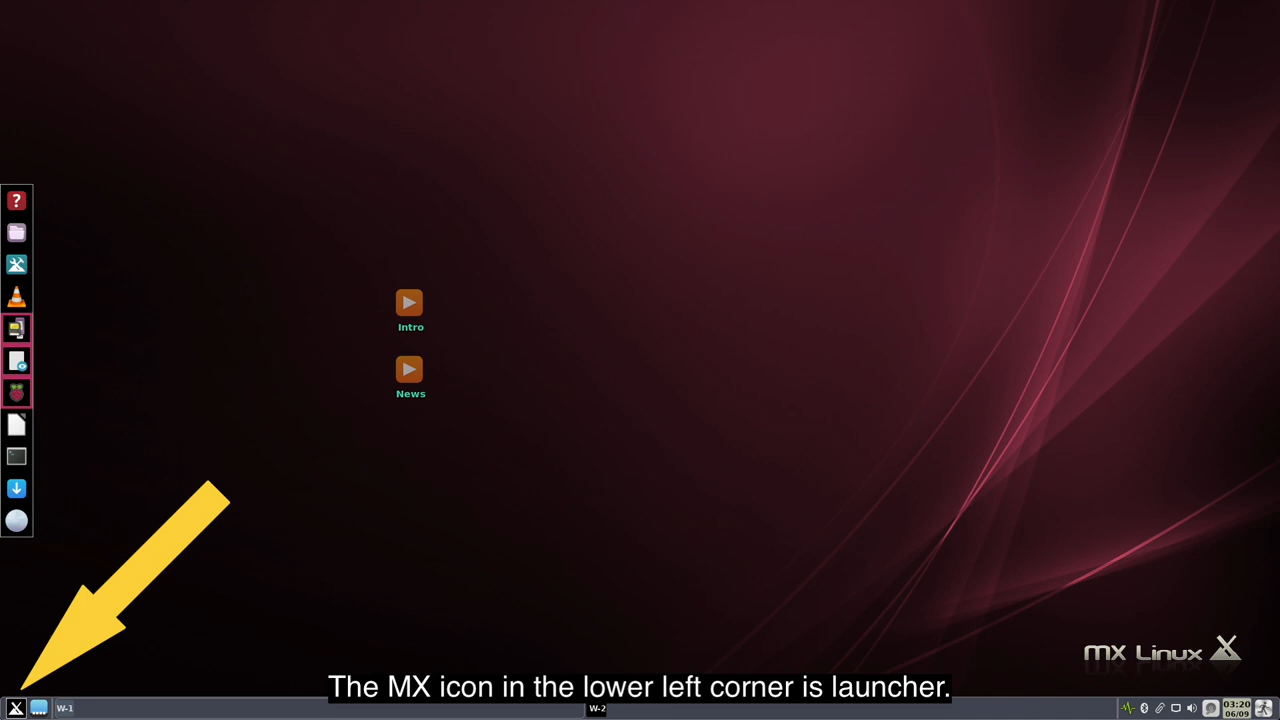 ?
Intro
News
MX Linux
The MX icon in the lower left corner is launcher.
W-1
W-2
03:20
06/09